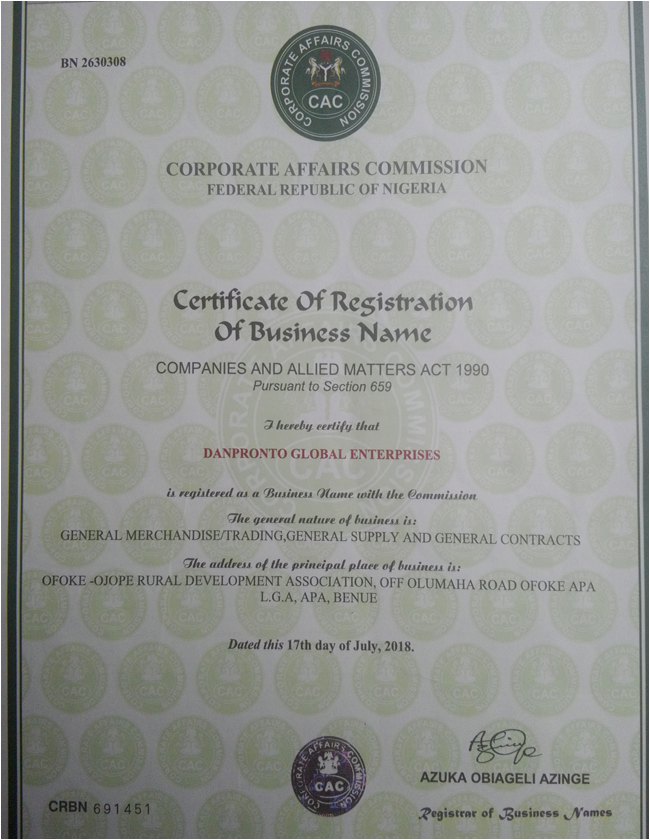 BN 2630308
CORPORATE AFFAIRS COMMISSION
CAC
CORPORATE AFFAIRS COMMISSION
FEDERAL REPUBLIC OF NIGERIA
Certificate Of Registration
Of Business Name
COMPANIES AND ALLIED MATTERS ACT 1990
Pursuant to Section 659
I hereby certify that
DANPRONTO GLOBAL ENTERPRISES
is registered as a Business Name with the Commission
The general nature of business is:
GENERAL MERCHANDISE/TRADING,GENERAL SUPPLY AND GENERAL CONTRACTS
The address of the principal place of business is:
OFOKE -OJOPE RURAL DEVELOPMENT ASSOCIATION, OFF OLUMAHA ROAD OFOKE APA
L.G.A, APA, BENUE
Dated this 17th day of July, 2018.
CORPORATE AFFAIRS COMMISSION
CAC
AZUKA OBIAGELI AZINGE
CRBN 691451
Registrar of Business Names